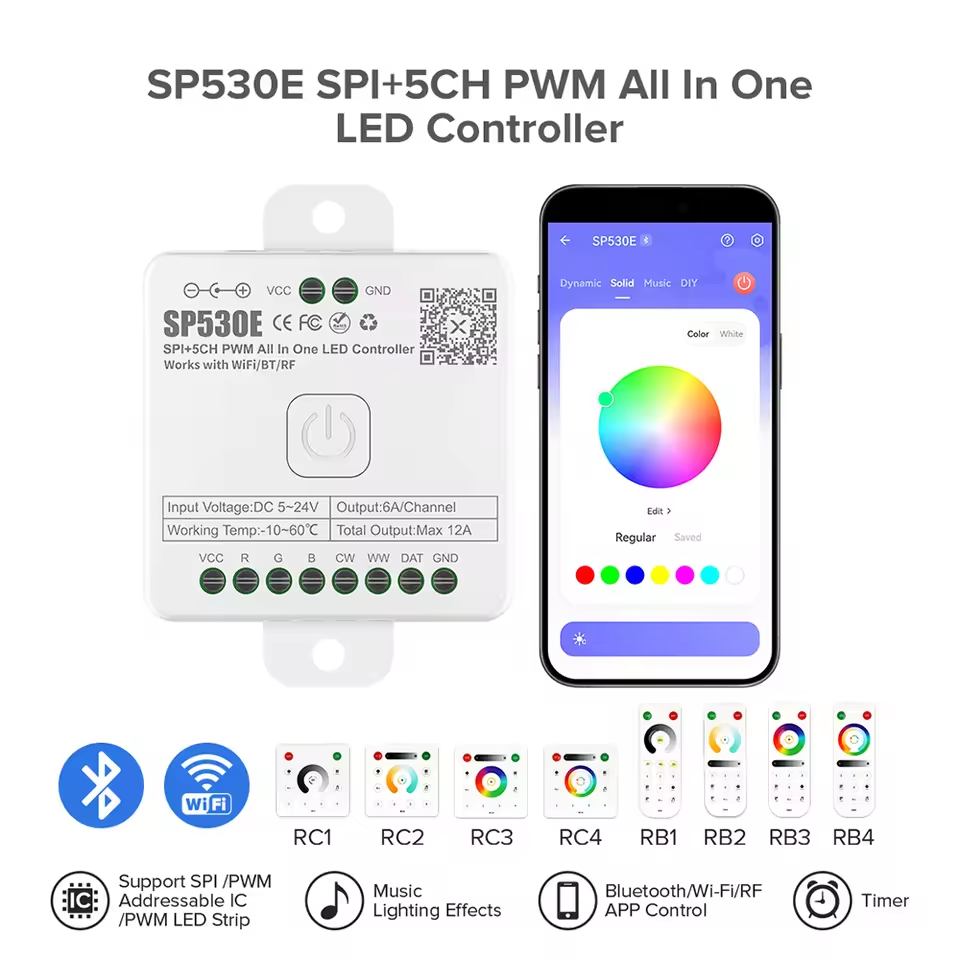 SP530E SPI+5CH PWM All In One
LED Controller
VCC
GND
SP530E
CE FC RoHS
SPI+5CH PWM All In One LED Controller
Works with WiFi/BT/RF
Input Voltage:DC 5~24V
Output:6A/Channel
Working Temp:-10~60℃
Total Output:Max 12A
VCC R G B CW WW DAT GND
SP530E
Dynamic Solid Music DIY
Color White
Edit >
Regular Saved
WiFi
RC1 RC2 RC3 RC4 RB1 RB2 RB3 RB4
IC
Support SPI /PWM
Addressable IC
/PWM LED Strip
Music
Lighting Effects
Bluetooth/Wi-Fi/RF
APP Control
Timer